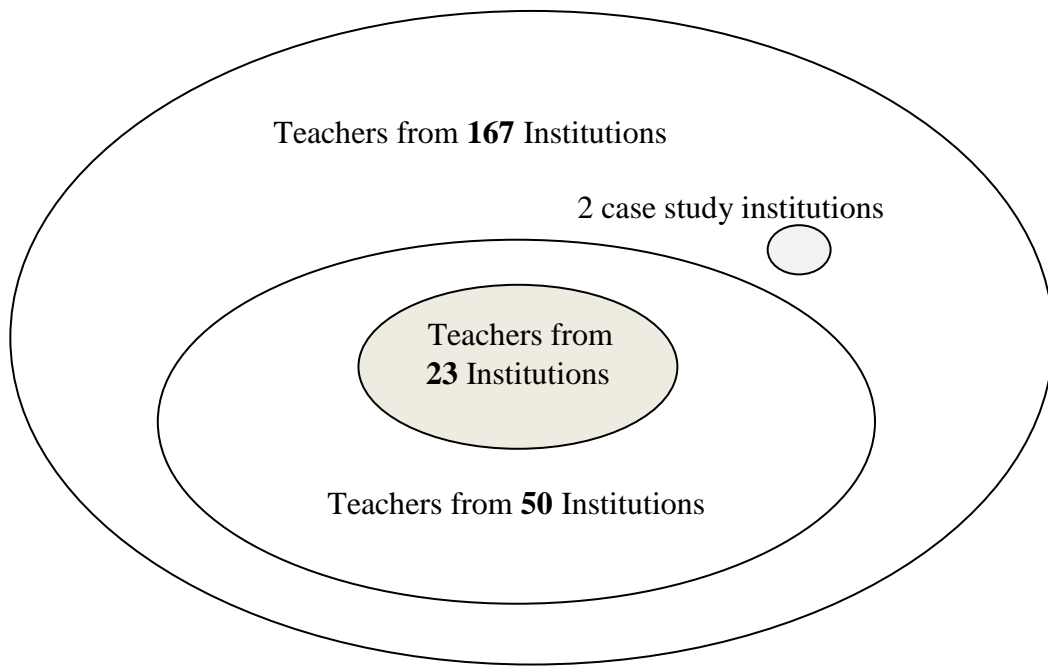 Teachers from 167 Institutions
2 case study institutions
Teachers from
23 Institutions
Teachers from 50 Institutions